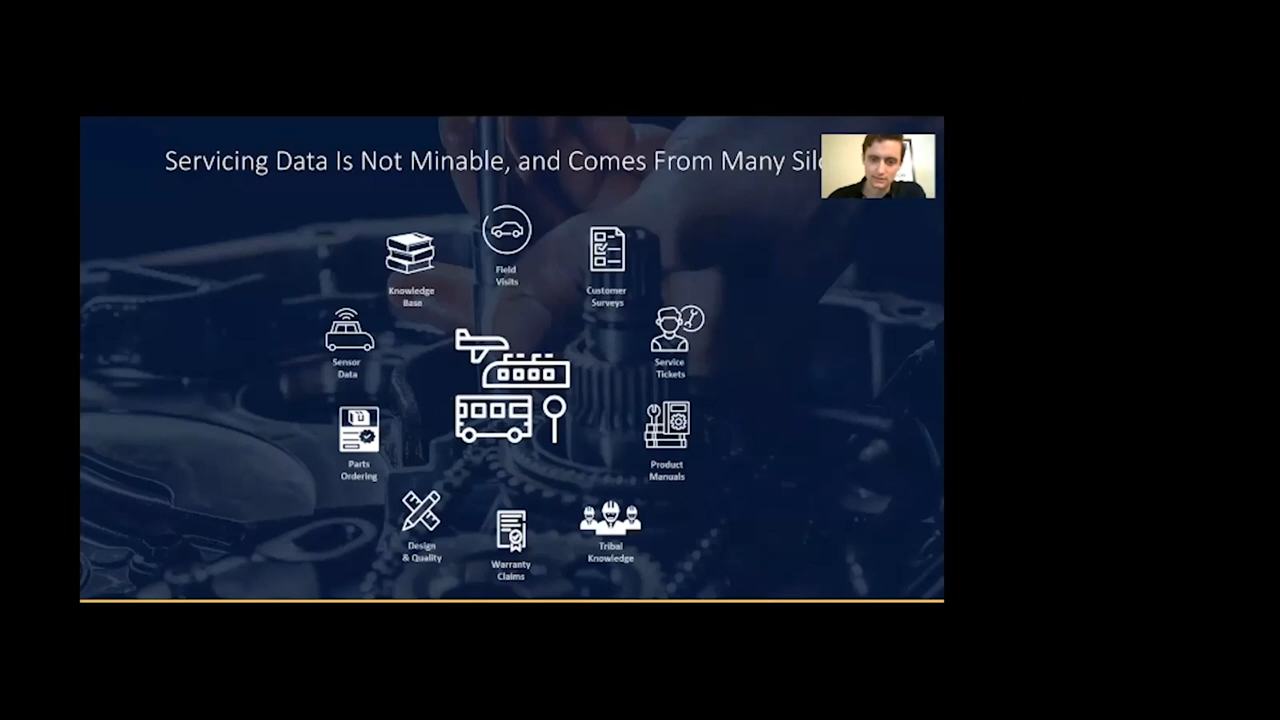 Servicing Data Is Not Minable, and Comes From Many
Field
Visits
Knowledge
Base
Customer
Surveys
Sensor
Data
Service
Tickets
Parts
Ordering
Product
Manuals
Design
& Quality
Tribal
Knowledge
Warranty
Claims